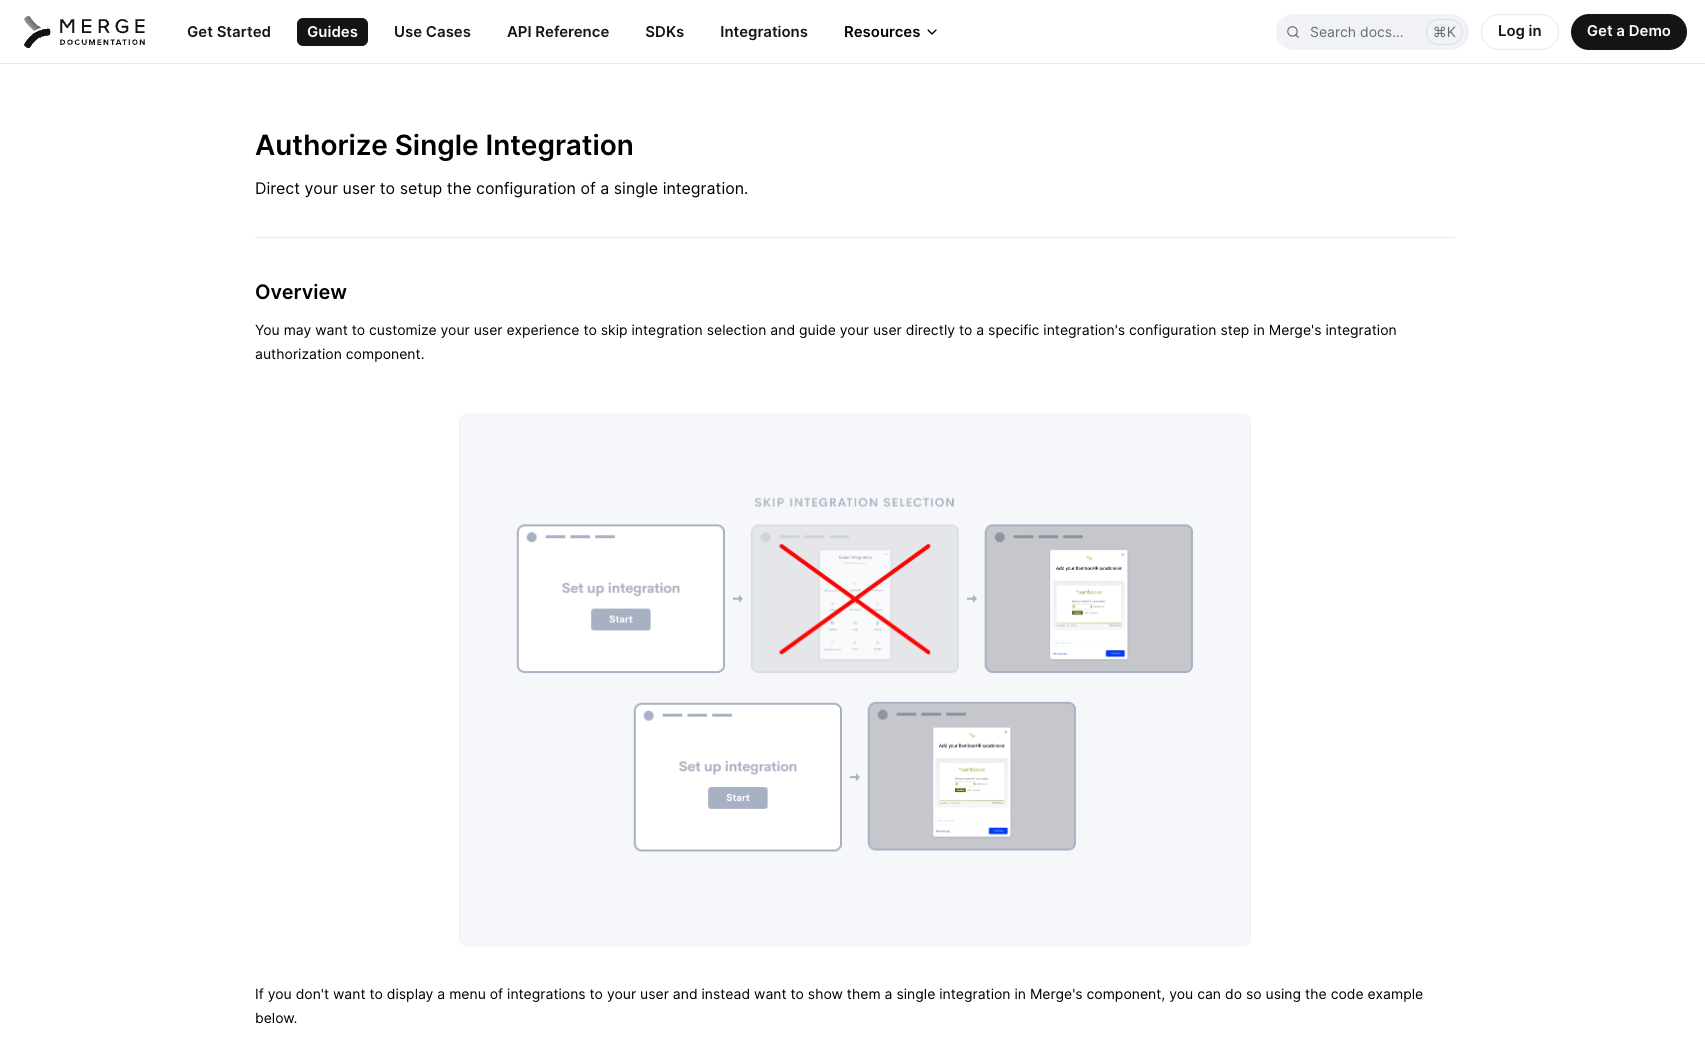 MERGE
DOCUMENTATION
Get Started
Guides
Use Cases
API Reference
SDKs
Integrations
Resources
Search docs...
⌘K
Log in
Get a Demo
Authorize Single Integration
Direct your user to setup the configuration of a single integration.
Overview
You may want to customize your user experience to skip integration selection and guide your user directly to a specific integration's configuration step in Merge's integration
authorization component.
SKIP INTEGRATION SELECTION
Set up integration
Start
Select integration
Add your BambooHR subdomain
bambooHR
Set up integration
Start
Add your BambooHR subdomain
bambooHR
If you don't want to display a menu of integrations to your user and instead want to show them a single integration in Merge's component, you can do so using the code example
below.